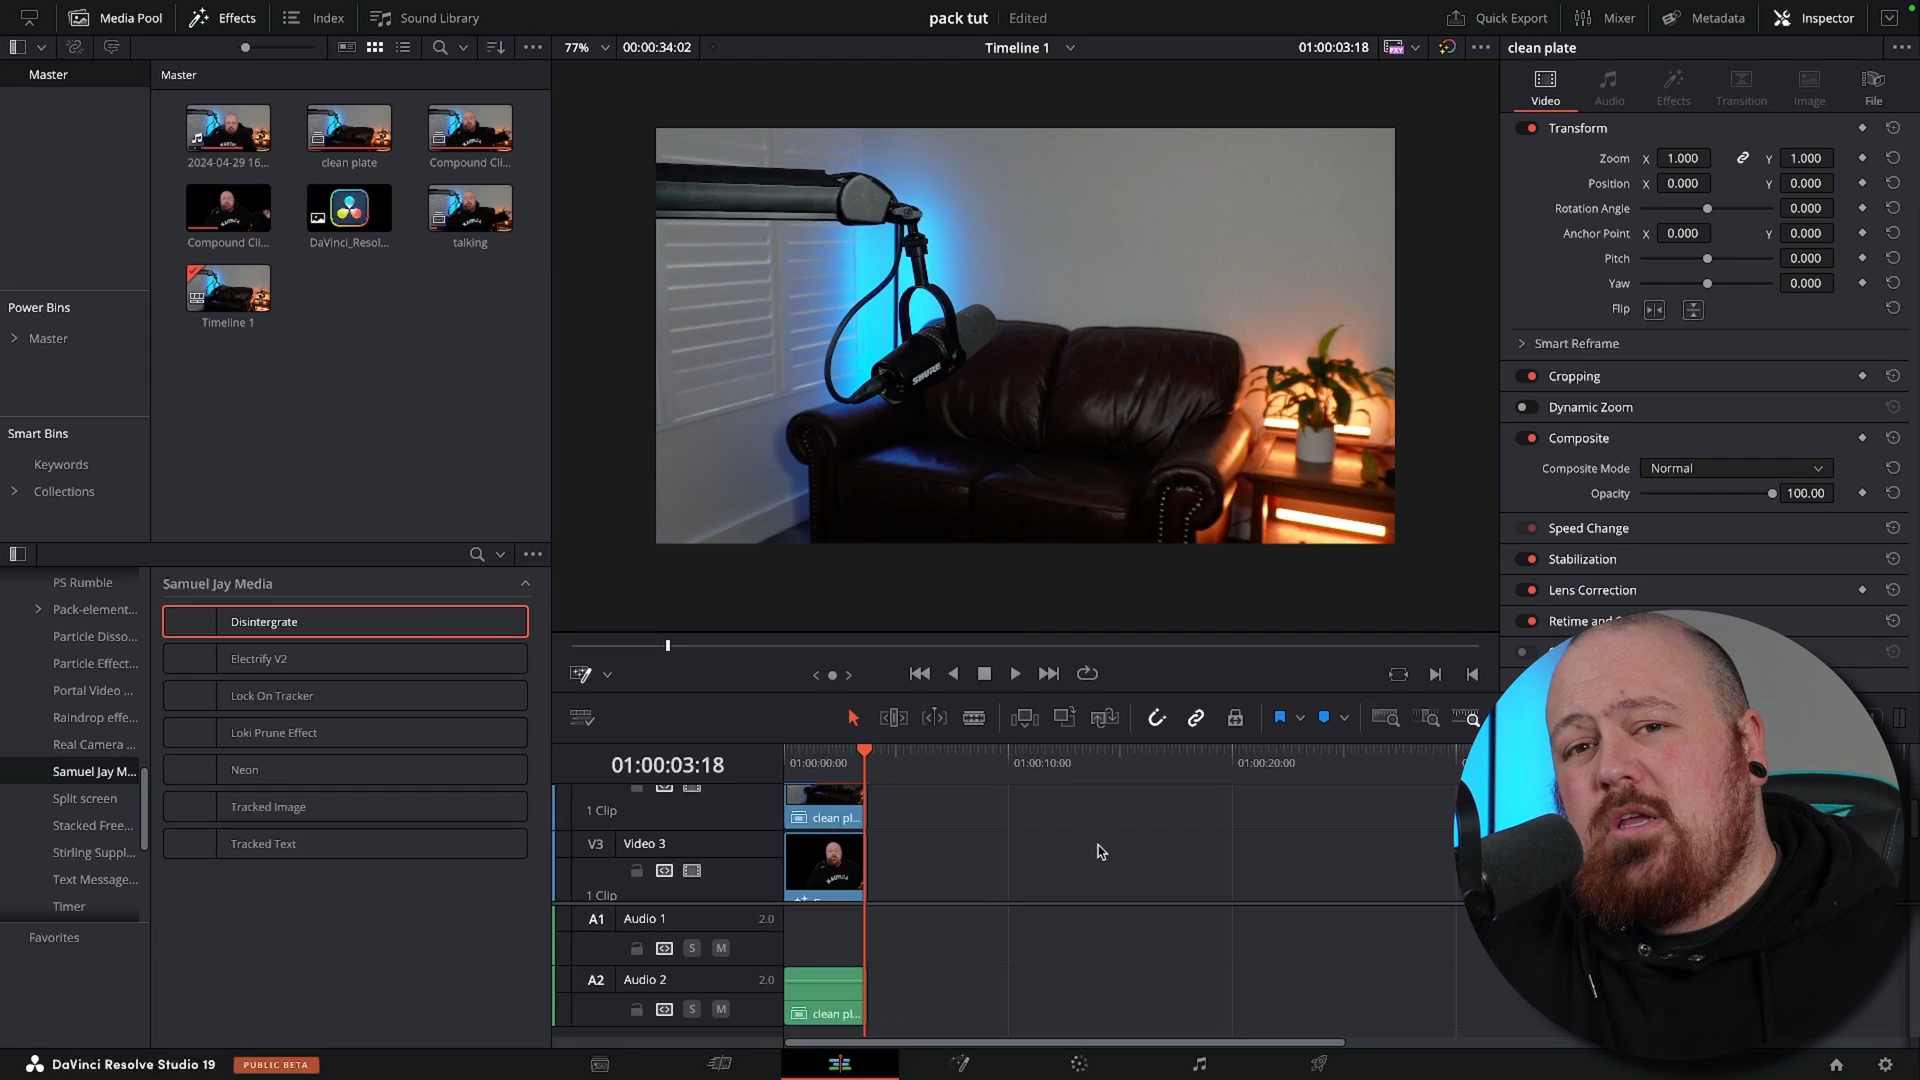 Media Pool
Effects
Index
Sound Library
pack tut
Edited
Quick Export
Mixer
Metadata
Inspector
77%
00:00:34:02
Timeline 1
01:00:03:18
clean plate
Master
Master
2024-04-29 16...
clean plate
Compound Cli...
Compound Cli...
DaVinci_Resol...
talking
Timeline 1
Power Bins
Master
Smart Bins
Keywords
Collections
SHURE
Video
Audio
Effects
Transition
Image
File
Transform
Zoom X 1.000 Y 1.000
Position X 0.000 Y 0.000
Rotation Angle 0.000
Anchor Point X 0.000 Y 0.000
Pitch 0.000
Yaw 0.000
Flip
Smart Reframe
Cropping
Dynamic Zoom
Composite
Composite Mode Normal
Opacity 100.00
Speed Change
Stabilization
Lens Correction
Retime and
PS Rumble
Pack-element...
Particle Disso...
Particle Effect...
Portal Video ...
Raindrop effe...
Real Camera ...
Samuel Jay M...
Split screen
Stacked Free...
Stirling Suppl...
Text Message...
Timer
Favorites
Samuel Jay Media
Disintergrate
Electrify V2
Lock On Tracker
Loki Prune Effect
Neon
Tracked Image
Tracked Text
01:00:03:18
01:00:00:00
01:00:10:00
01:00:20:00
1 Clip
clean pl...
V3 Video 3
1 Clip
A1 Audio 1 2.0
S M
A2 Audio 2 2.0
S M
clean pl...
DaVinci Resolve Studio 19
PUBLIC BETA